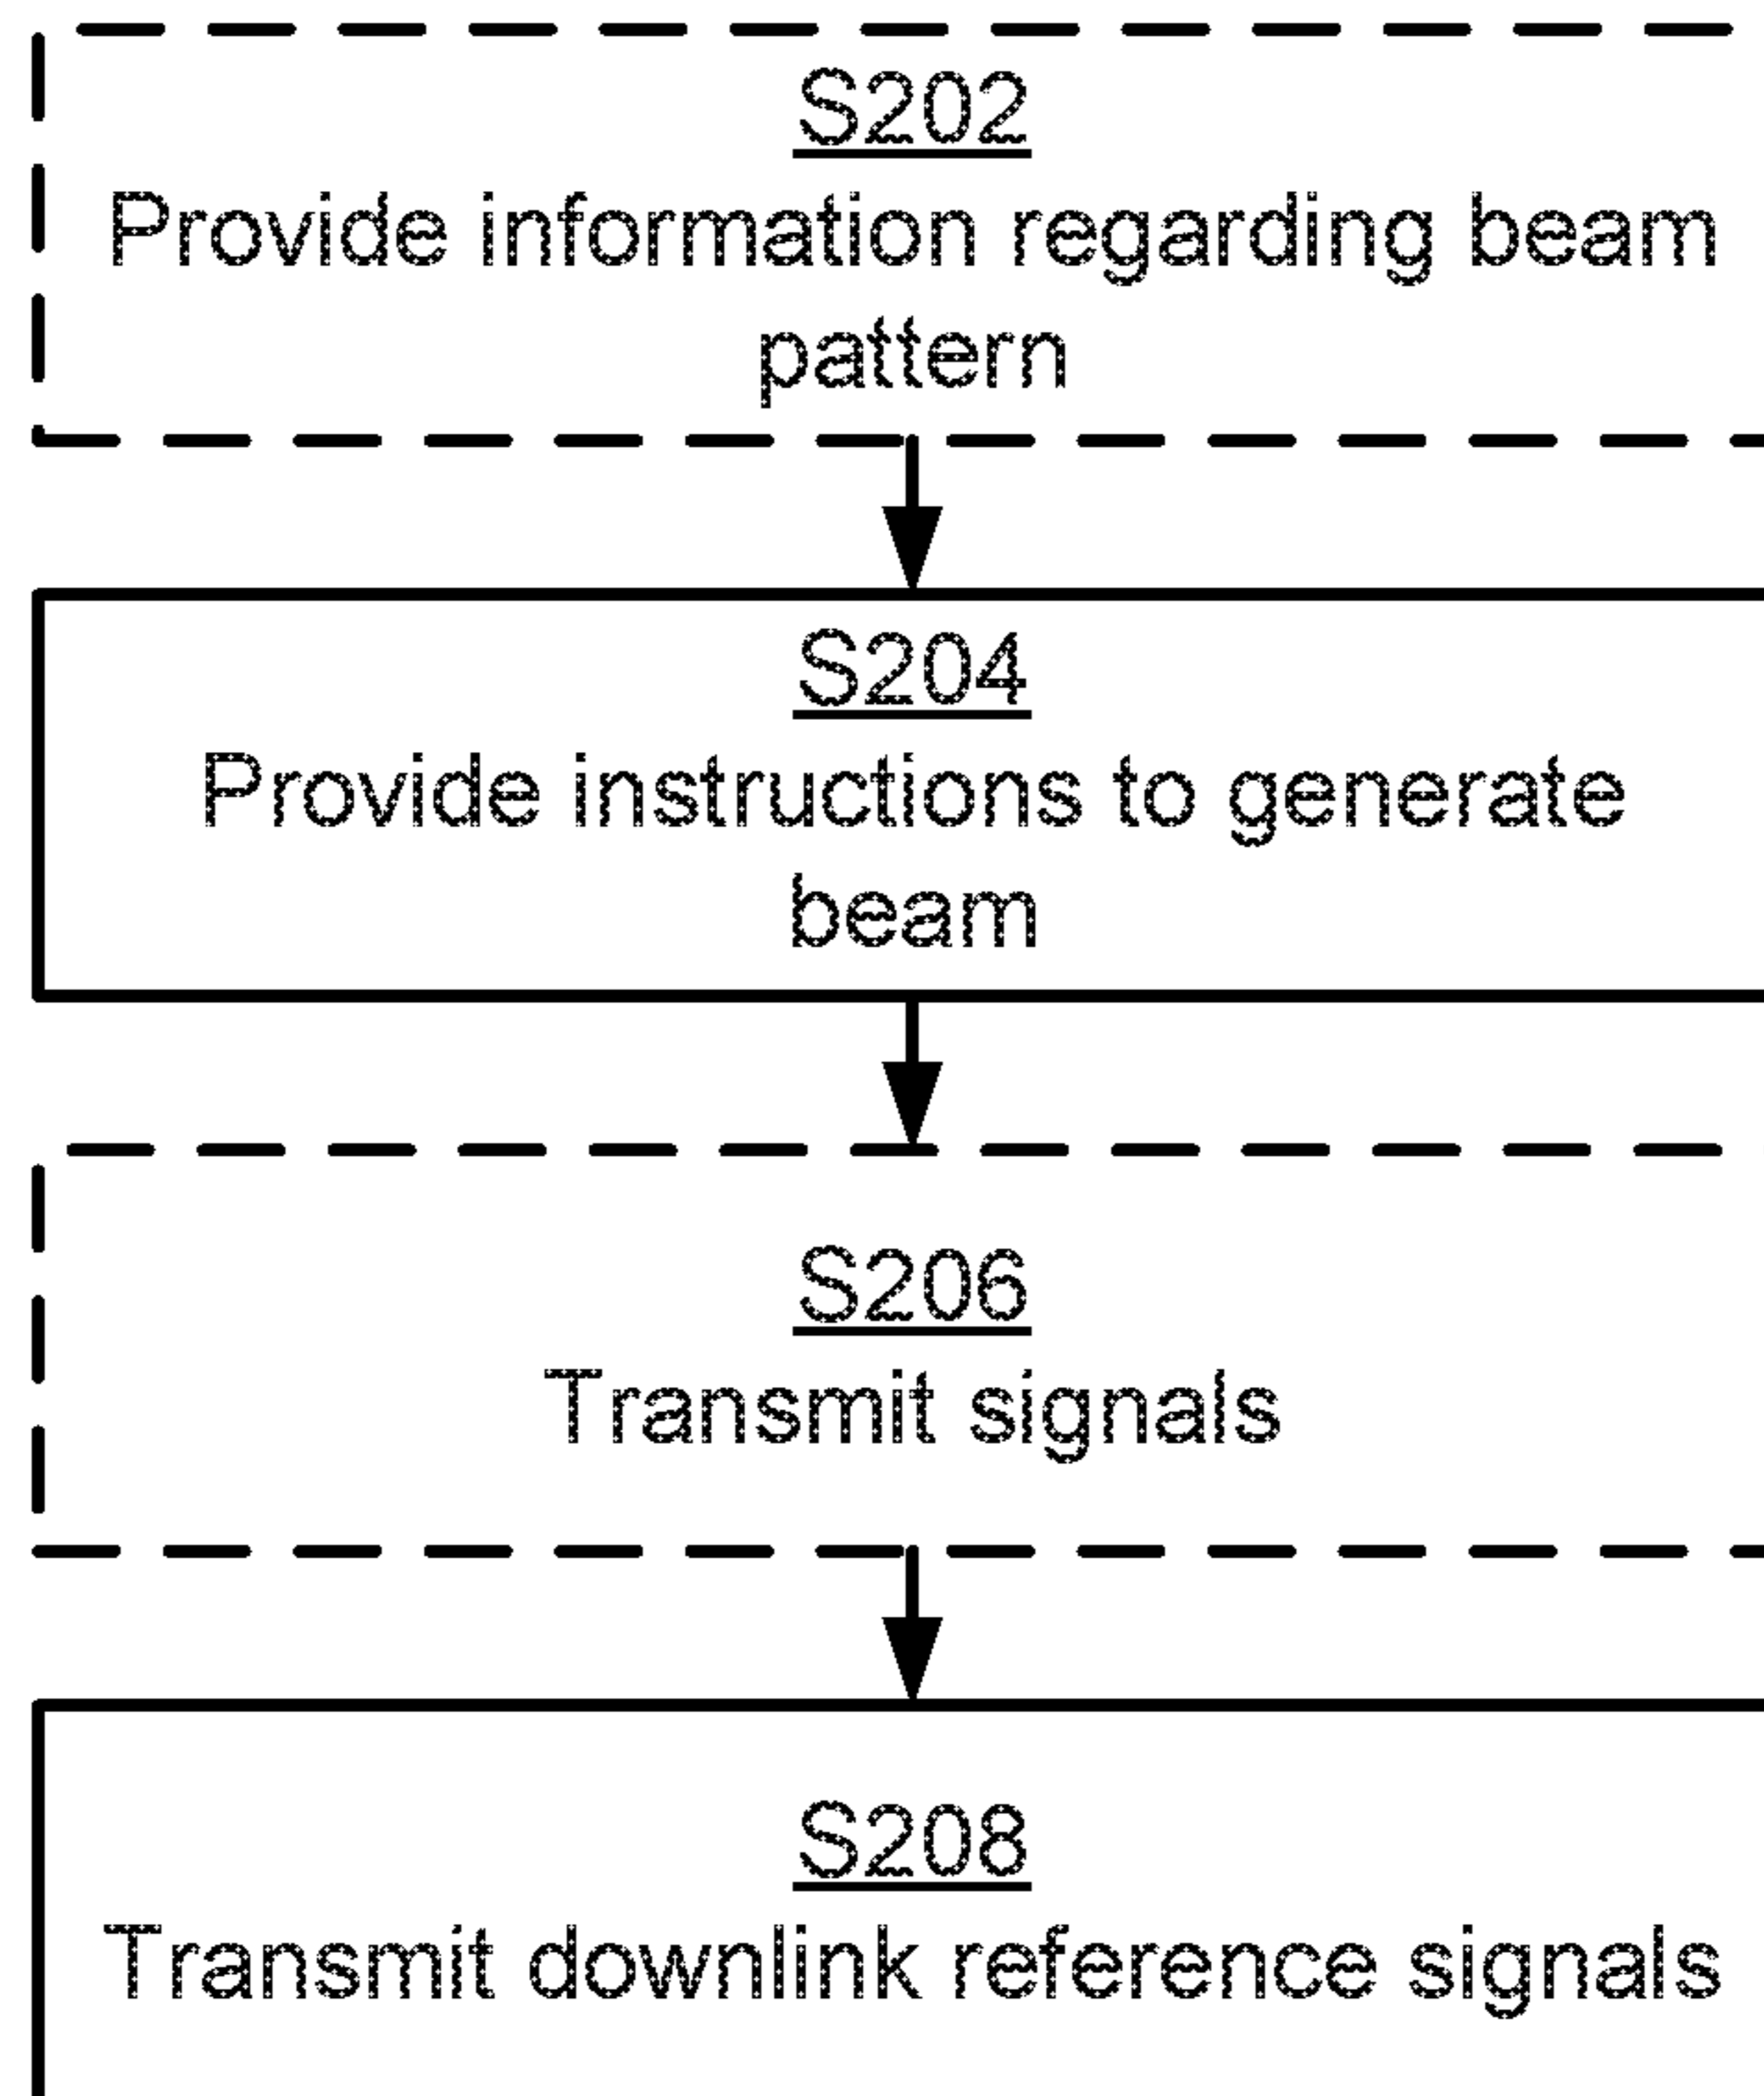 S202
Provide information regarding beam
pattern
S204
Provide instructions to generate
beam
S206
Transmit signals
S208
Transmit downlink reference signals